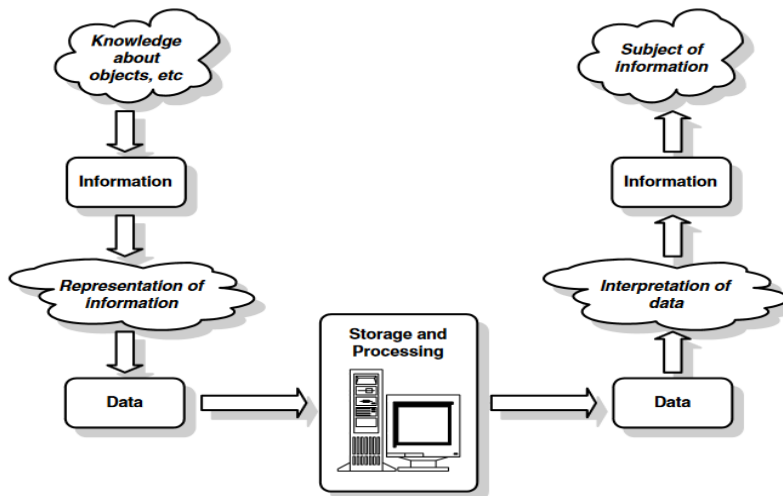 Knowledge
about
objects, etc
Information
Representation of
information
Data
Storage and
Processing
Data
Interpretation of
data
Information
Subject of
information